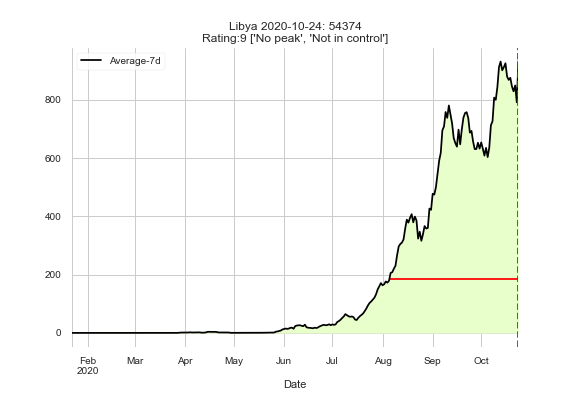 Libya 2020-10-24: 54374
Rating:9 ['No peak', 'Not in control']
Average-7d
800
600
400
200
0
Feb Mar Apr May Jun Jul Aug Sep Oct
2020
Date